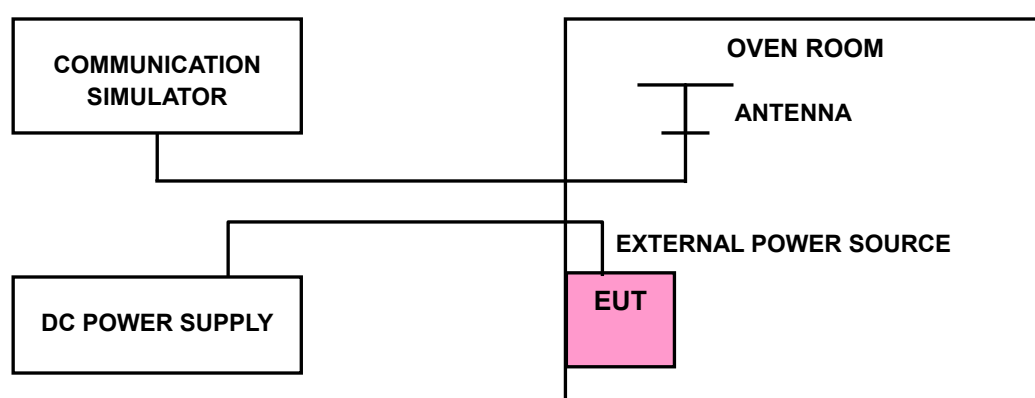 COMMUNICATION
SIMULATOR
OVEN ROOM
ANTENNA
EXTERNAL POWER SOURCE
EUT
DC POWER SUPPLY